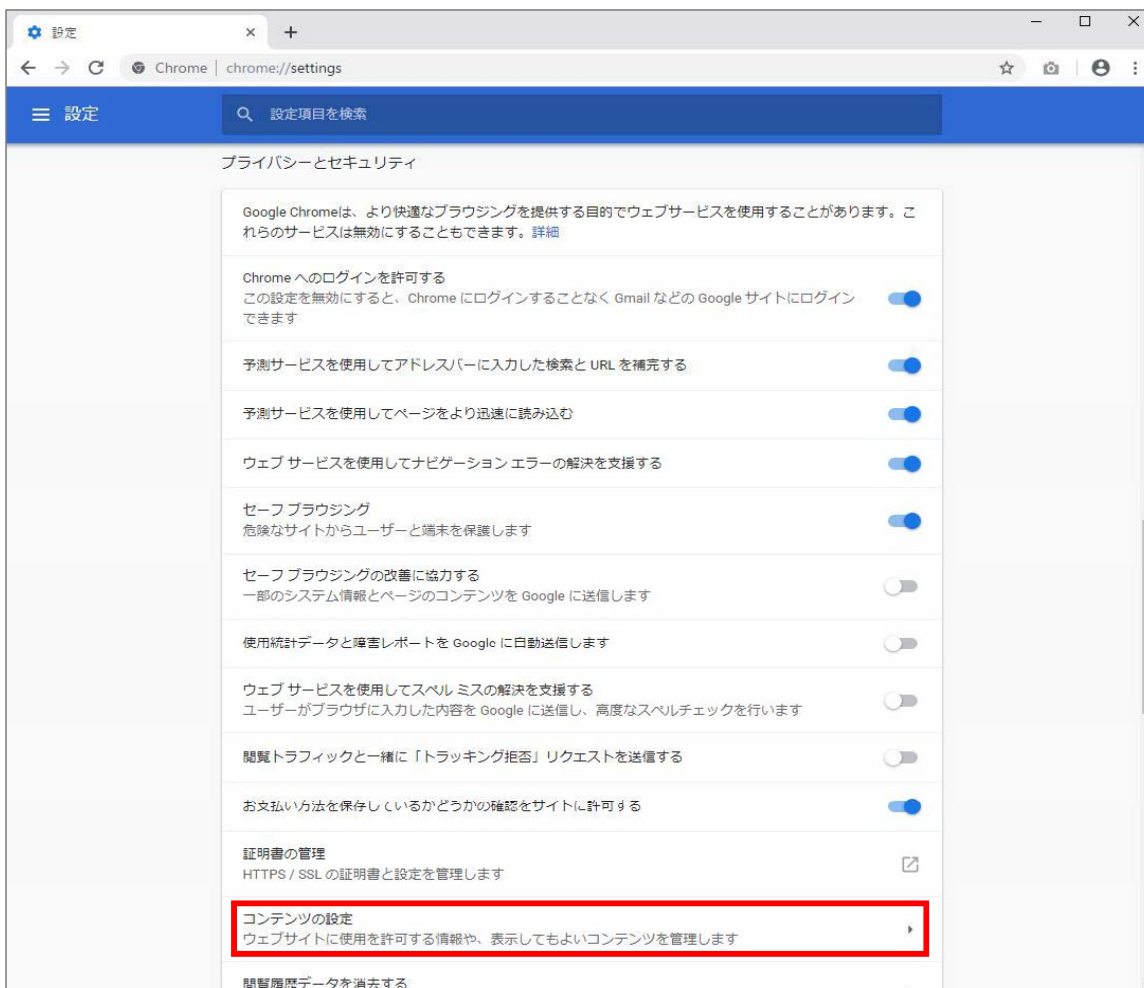 設定
Chrome | chrome://settings
設定
設定項目を検索
プライバシーとセキュリティ
Google Chromeは、より快適なブラウジングを提供する目的でウェブサービスを使用することがあります。こ
れらのサービスは無効にすることもできます。詳細
Chrome へのログインを許可する
この設定を無効にすると、Chrome にログインすることなく Gmail などの Google サイトにログイン
できます
予測サービスを使用してアドレスバーに入力した検索と URL を補完する
予測サービスを使用してページをより迅速に読み込む
ウェブ サービスを使用してナビゲーション エラーの解決を支援する
セーフ ブラウジング
危険なサイトからユーザーと端末を保護します
セーフ ブラウジングの改善に協力する
一部のシステム情報とページのコンテンツを Google に送信します
使用統計データと障害レポートを Google に自動送信します
ウェブ サービスを使用してスペル ミスの解決を支援する
ユーザーがブラウザに入力した内容を Google に送信し、高度なスペルチェックを行います
閲覧トラフィックと一緒に「トラッキング拒否」リクエストを送信する
お支払い方法を保存しているかどうかの確認をサイトに許可する
証明書の管理
HTTPS / SSL の証明書と設定を管理します
コンテンツの設定
ウェブサイトに使用を許可する情報や、表示してもよいコンテンツを管理します
閲覧履歴データを消去する